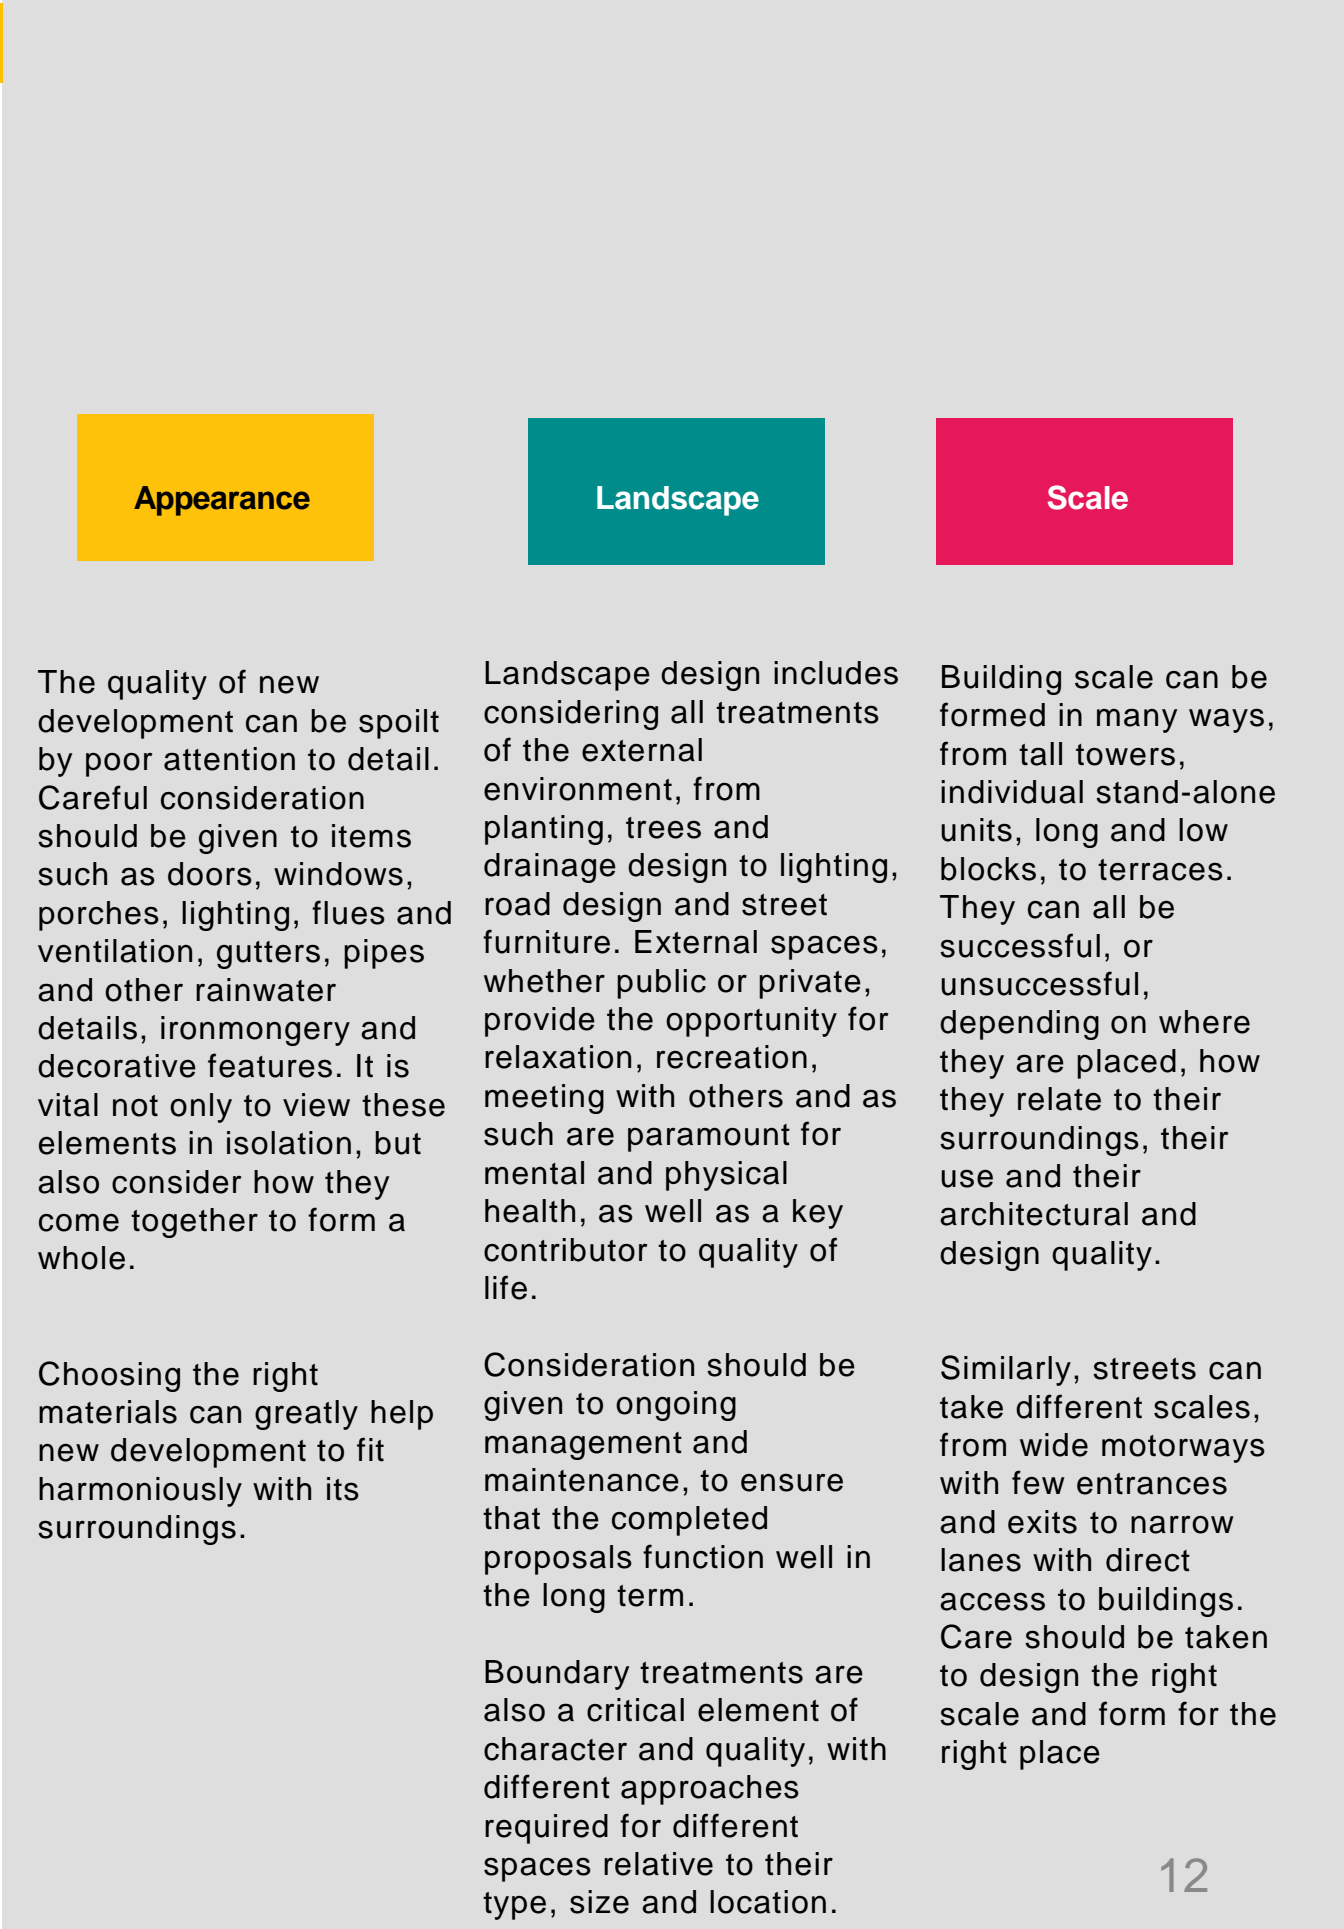 Appearance
The quality of new
development can be spoilt
by poor attention to detail.
Careful consideration
should be given to items
such as doors, windows,
porches, lighting, flues and
ventilation, gutters, pipes
and other rainwater
details, ironmongery and
decorative features. It is
vital not only to view these
elements in isolation, but
also consider how they
come together to form a
whole.
Choosing the right
materials can greatly help
new development to fit
harmoniously with its
surroundings.
Landscape
Landscape design includes
considering all treatments
of the external
environment, from
planting, trees and
drainage design to lighting,
road design and street
furniture. External spaces,
whether public or private,
provide the opportunity for
relaxation, recreation,
meeting with others and as
such are paramount for
mental and physical
health, as well as a key
contributor to quality of
life.
Consideration should be
given to ongoing
management and
maintenance, to ensure
that the completed
proposals function well in
the long term.
Boundary treatments are
also a critical element of
character and quality, with
different approaches
required for different
spaces relative to their
type, size and location.
Scale
Building scale can be
formed in many ways,
from tall towers,
individual stand-alone
units, long and low
blocks, to terraces.
They can all be
successful, or
unsuccessful,
depending on where
they are placed, how
they relate to their
surroundings, their
use and their
architectural and
design quality.
Similarly, streets can
take different scales,
from wide motorways
with few entrances
and exits to narrow
lanes with direct
access to buildings.
Care should be taken
to design the right
scale and form for the
right place
12